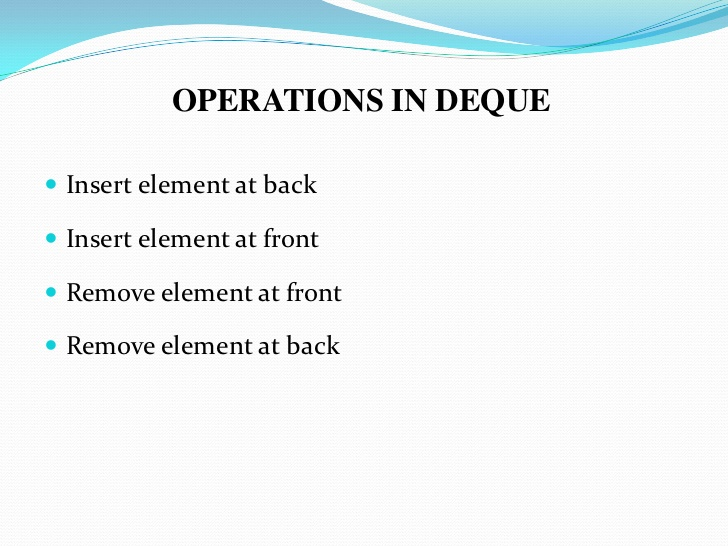 OPERATIONS IN DEQUE
Insert element at back
Insert element at front
Remove element at front
Remove element at back